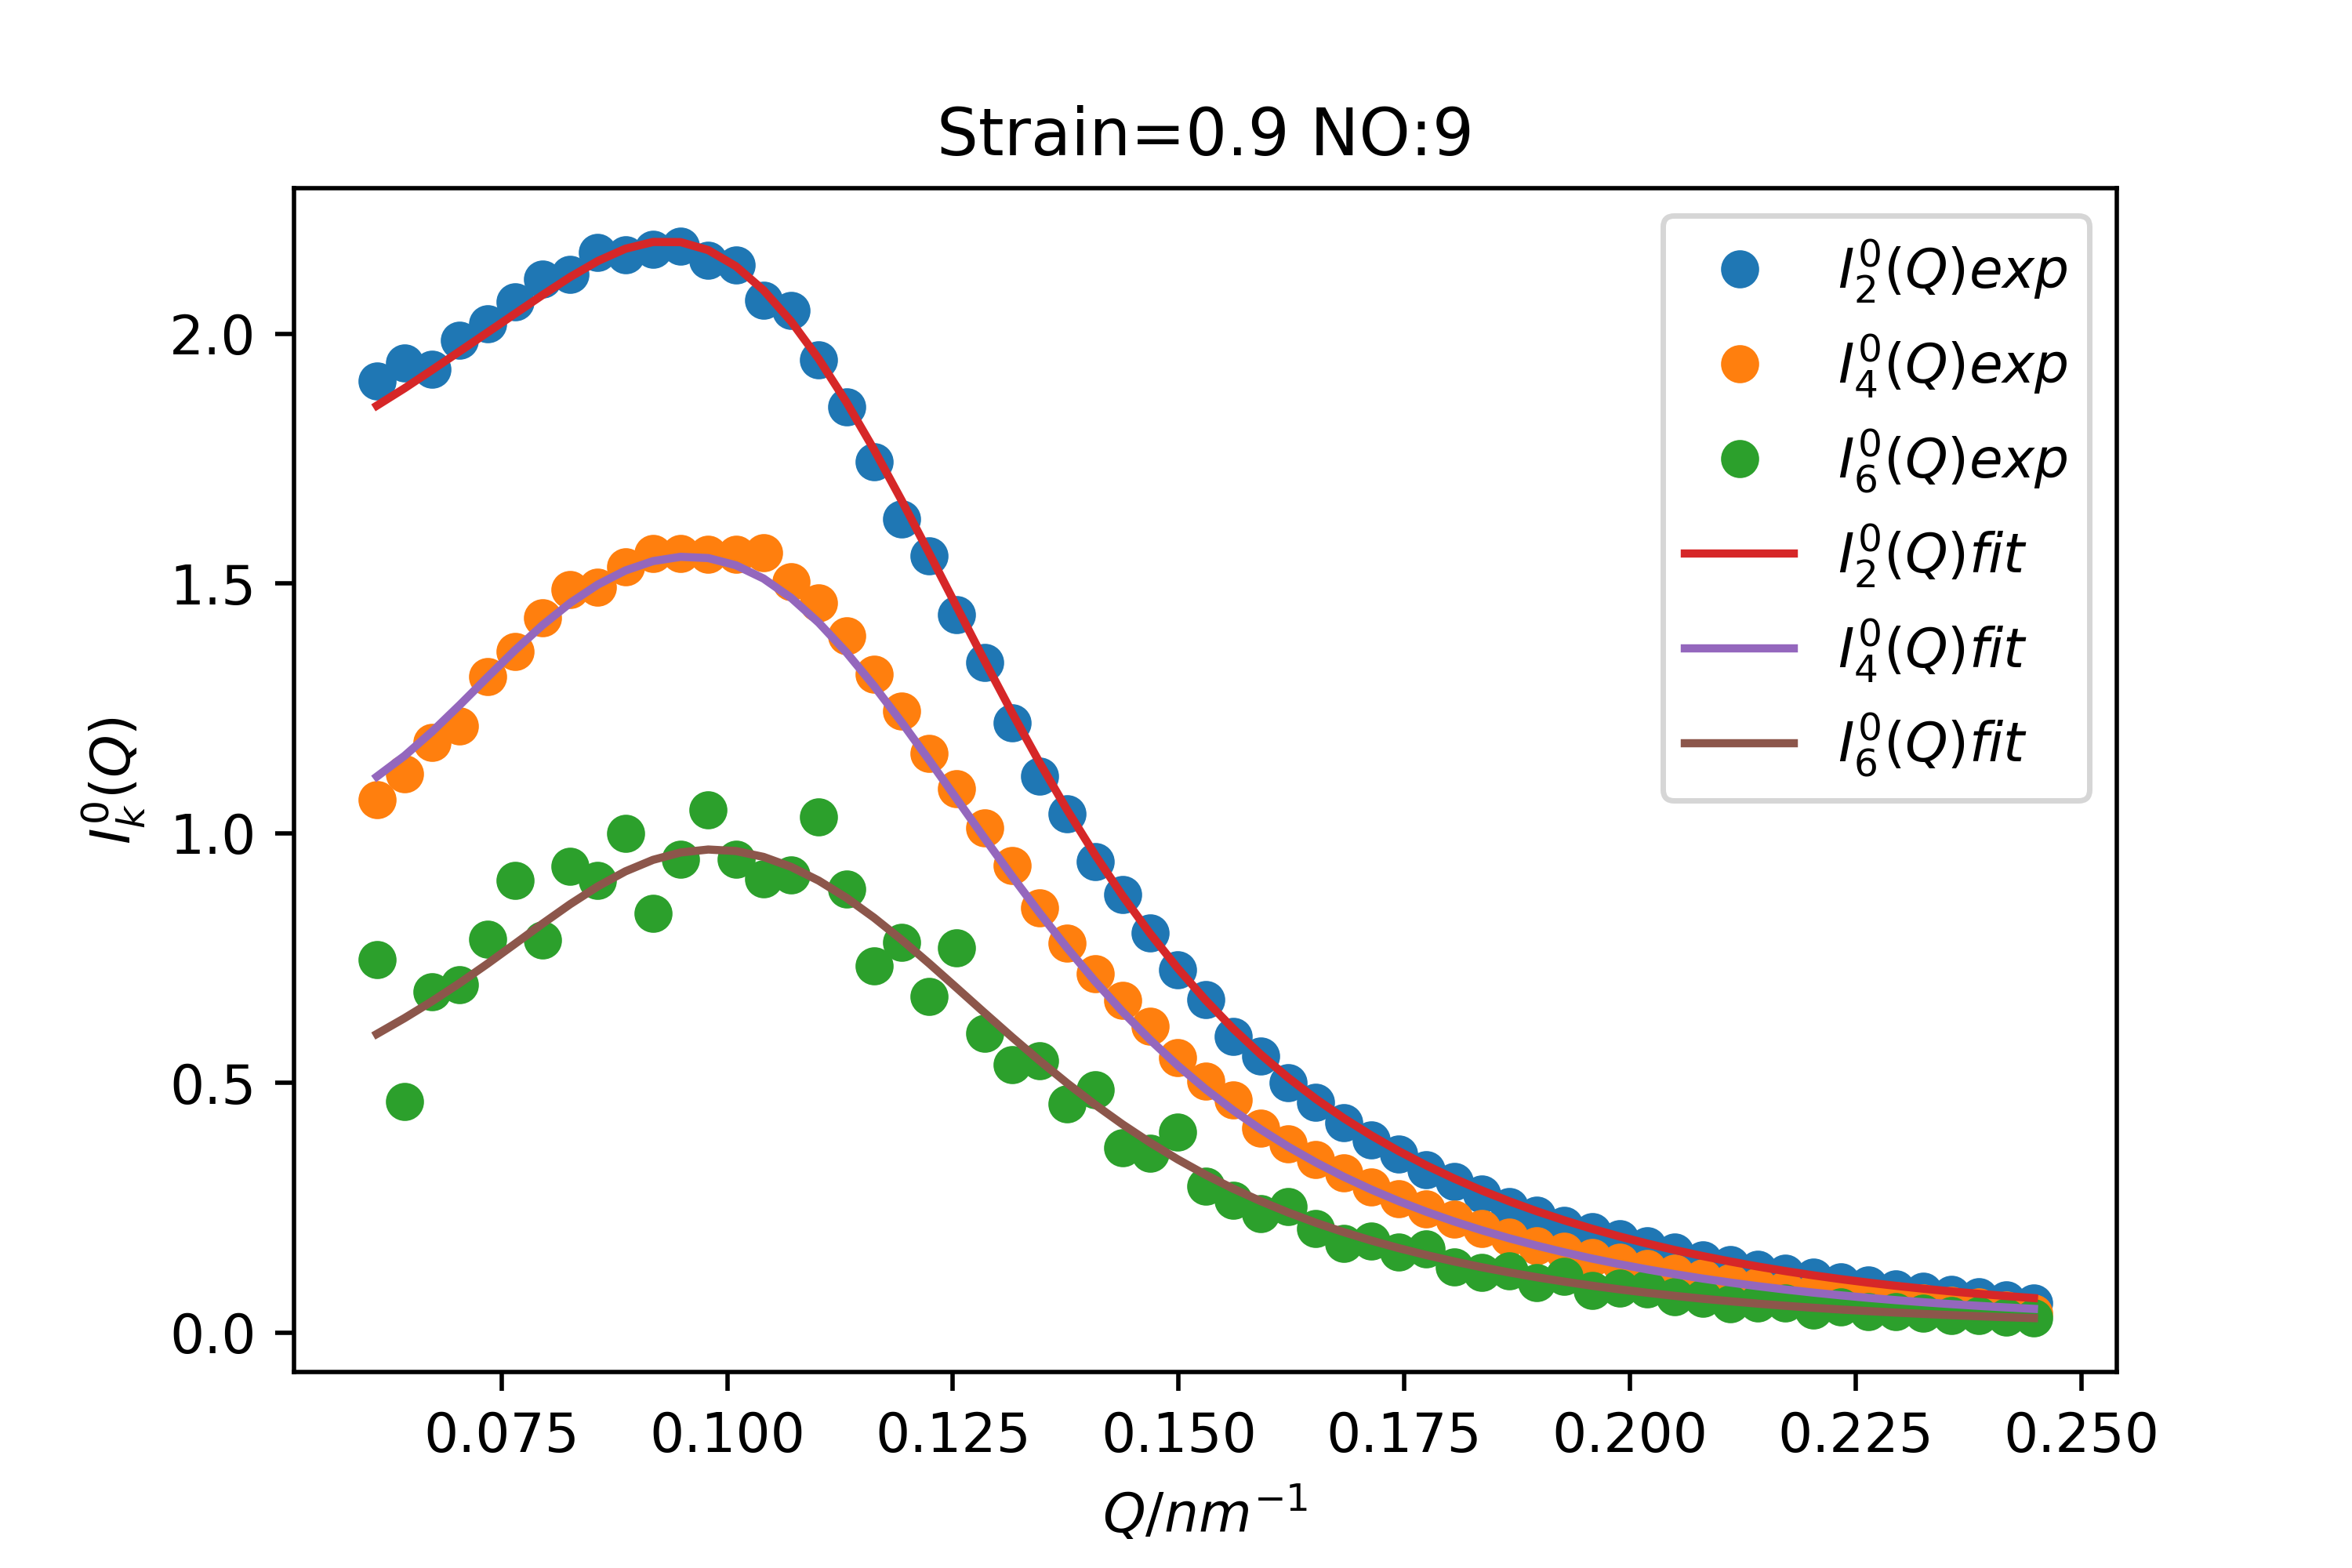 Strain=0.9 NO:9
I_2^0(Q)exp
I_4^0(Q)exp
I_6^0(Q)exp
I_2^0(Q)fit
I_4^0(Q)fit
I_6^0(Q)fit
I_k^0(Q)
2.0
1.5
1.0
0.5
0.0
0.075 0.100 0.125 0.150 0.175 0.200 0.225 0.250
Q/nm^{-1}